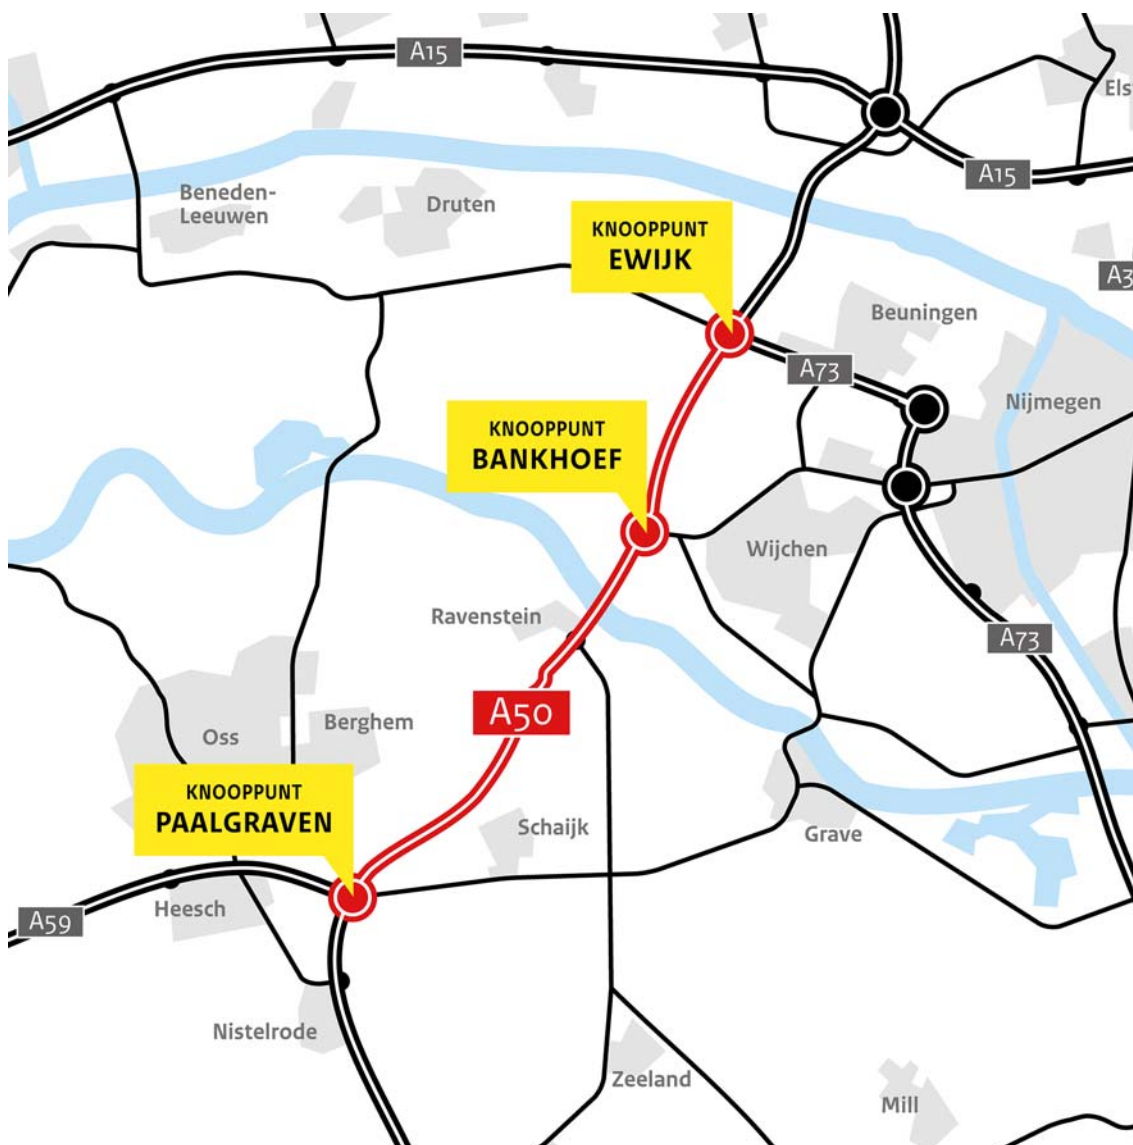 A15
Els
A15
Beneden-
Leeuwen
Druten
KNOOPPUNT
EWIJK
A3
Beuningen
A73
Nijmegen
KNOOPPUNT
BANKHOEF
Wijchen
Ravenstein
A73
A50
Berghem
Oss
KNOOPPUNT
PAALGRAVEN
Schaijk
Grave
Heesch
A59
Nistelrode
Zeeland
Mill